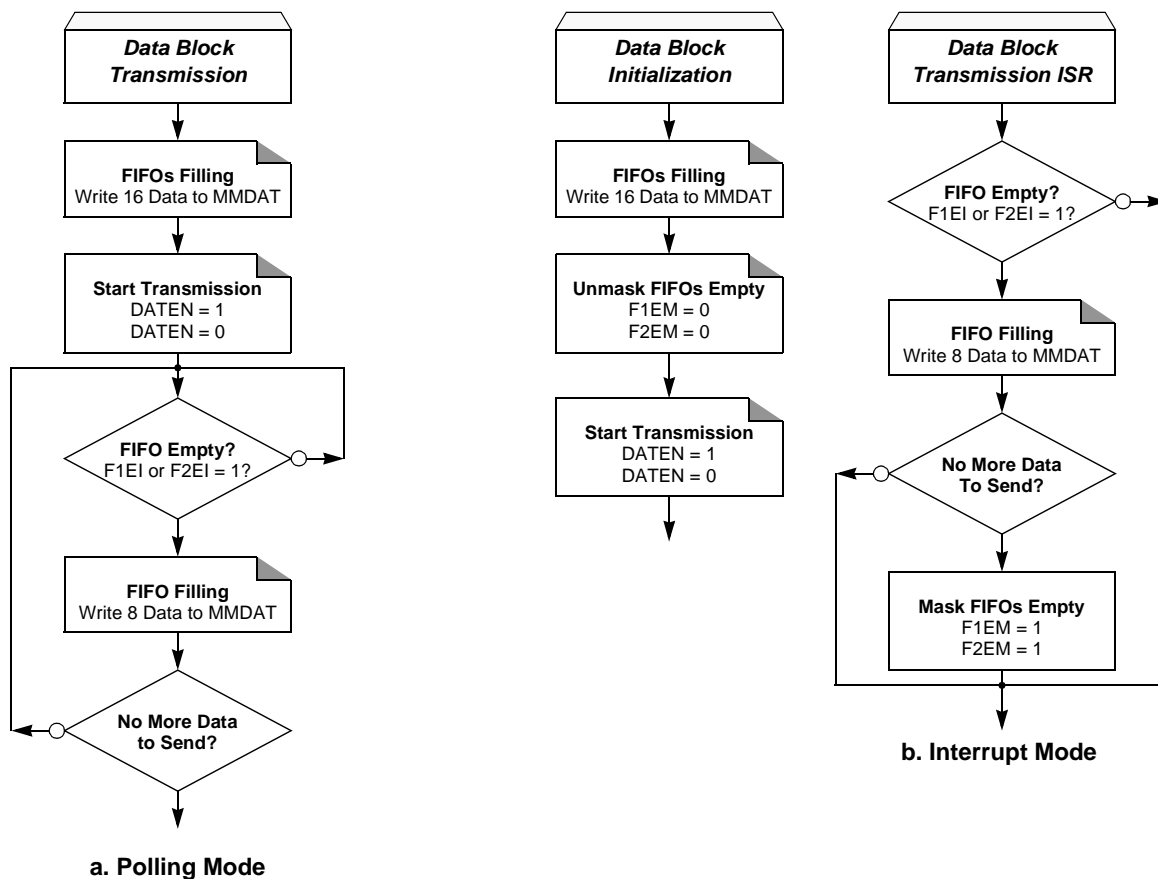 Data Block
Transmission
FIFOs Filling
Write 16 Data to MMDAT
Start Transmission
DATEN = 1
DATEN = 0
FIFO Empty?
F1EI or F2EI = 1?
FIFO Filling
Write 8 Data to MMDAT
No More Data
to Send?
a. Polling Mode
Data Block
Initialization
FIFOs Filling
Write 16 Data to MMDAT
Unmask FIFOs Empty
F1EM = 0
F2EM = 0
Start Transmission
DATEN = 1
DATEN = 0
Data Block
Transmission ISR
FIFO Empty?
F1EI or F2EI = 1?
FIFO Filling
Write 8 Data to MMDAT
No More Data
To Send?
Mask FIFOs Empty
F1EM = 1
F2EM = 1
b. Interrupt Mode